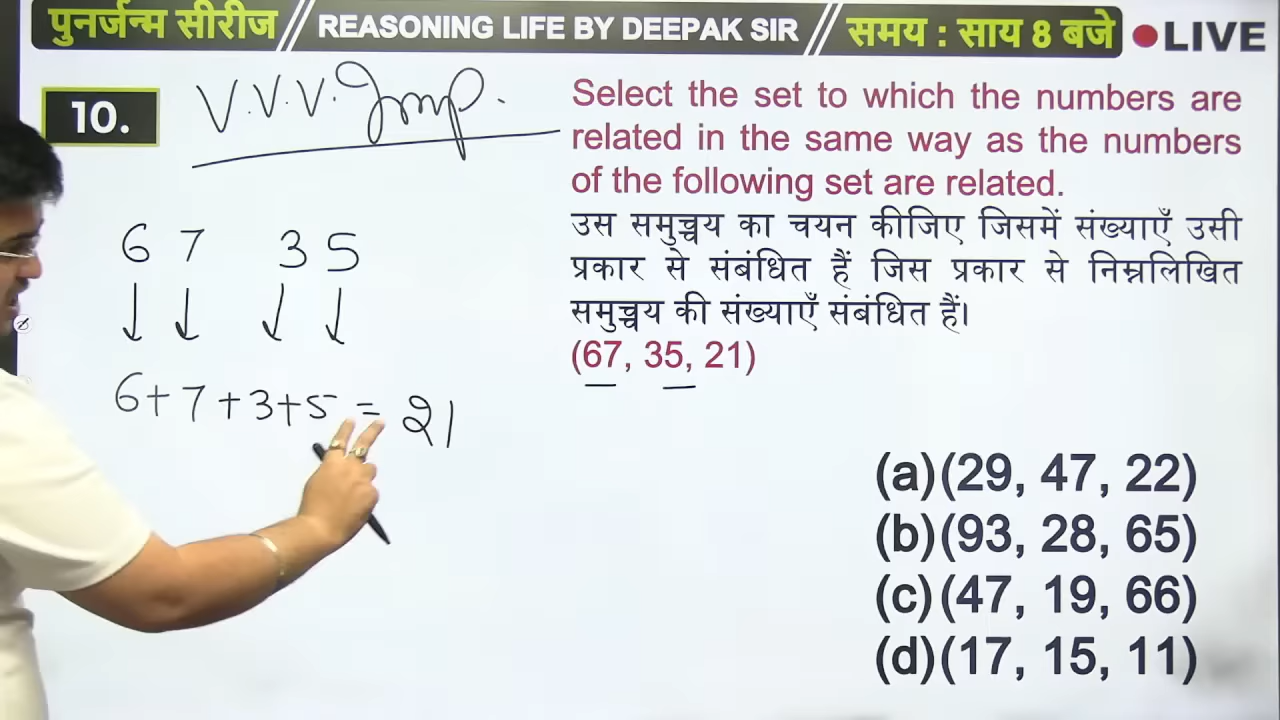 पुनर्जन्म सीरीज // REASONING LIFE BY DEEPAK SIR // समय : साय 8 बजे LIVE
10.
V.V.V. Imp.
Select the set to which the numbers are
related in the same way as the numbers
of the following set are related.
उस समुच्चय का चयन कीजिए जिसमें संख्याएँ उसी
प्रकार से संबंधित हैं जिस प्रकार से निम्नलिखित
समुच्चय की संख्याएँ संबंधित हैं।
(67, 35, 21)
6 7 3 5
6+7+3+5 = 21
(a)(29, 47, 22)
(b)(93, 28, 65)
(c)(47, 19, 66)
(d)(17, 15, 11)